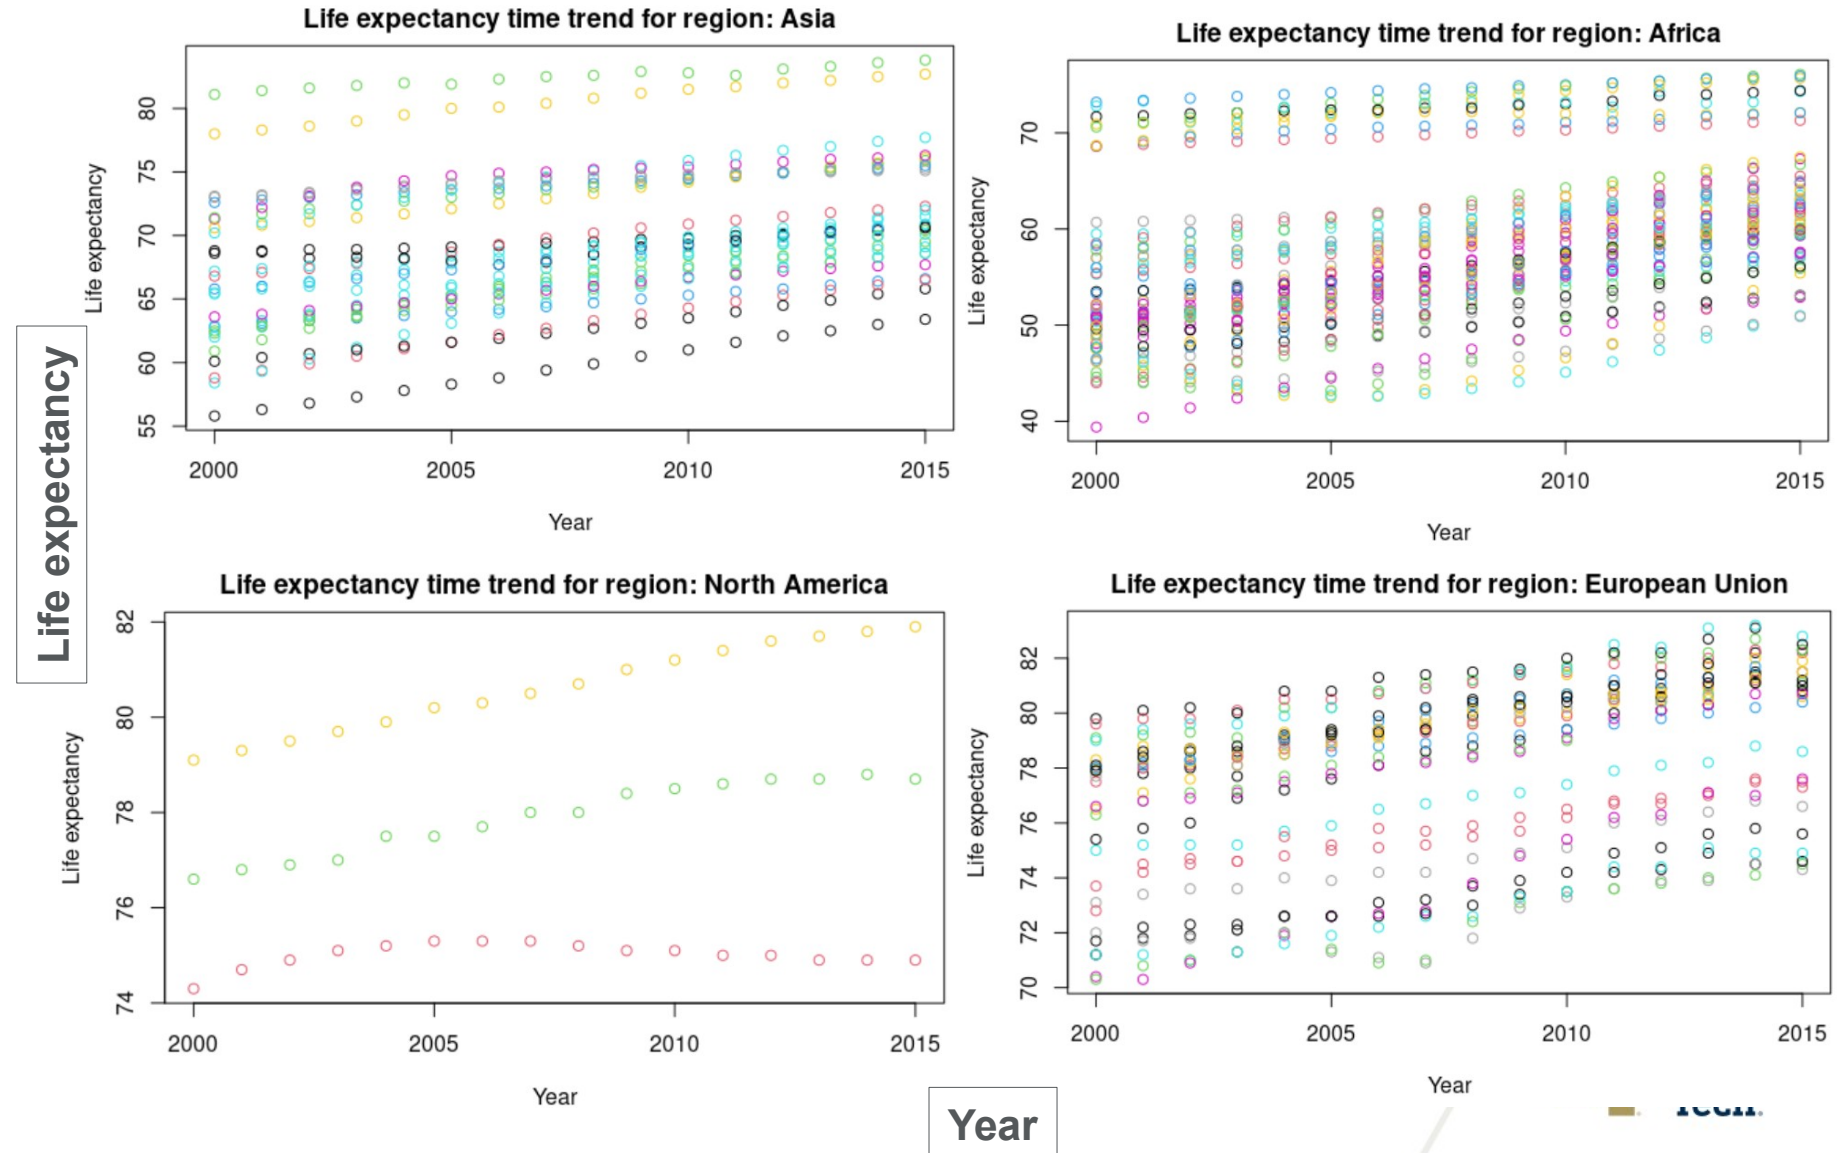 Life expectancy time trend for region: Asia
Life expectancy
80
75
70
65
60
55
2000 2005 2010 2015
Year
Life expectancy time trend for region: Africa
Life expectancy
70
60
50
40
2000 2005 2010 2015
Year
Life expectancy
Life expectancy time trend for region: North America
Life expectancy
82
80
78
76
74
2000 2005 2010 2015
Year
Life expectancy time trend for region: European Union
Life expectancy
82
80
78
76
74
72
70
2000 2005 2010 2015
Year
Year